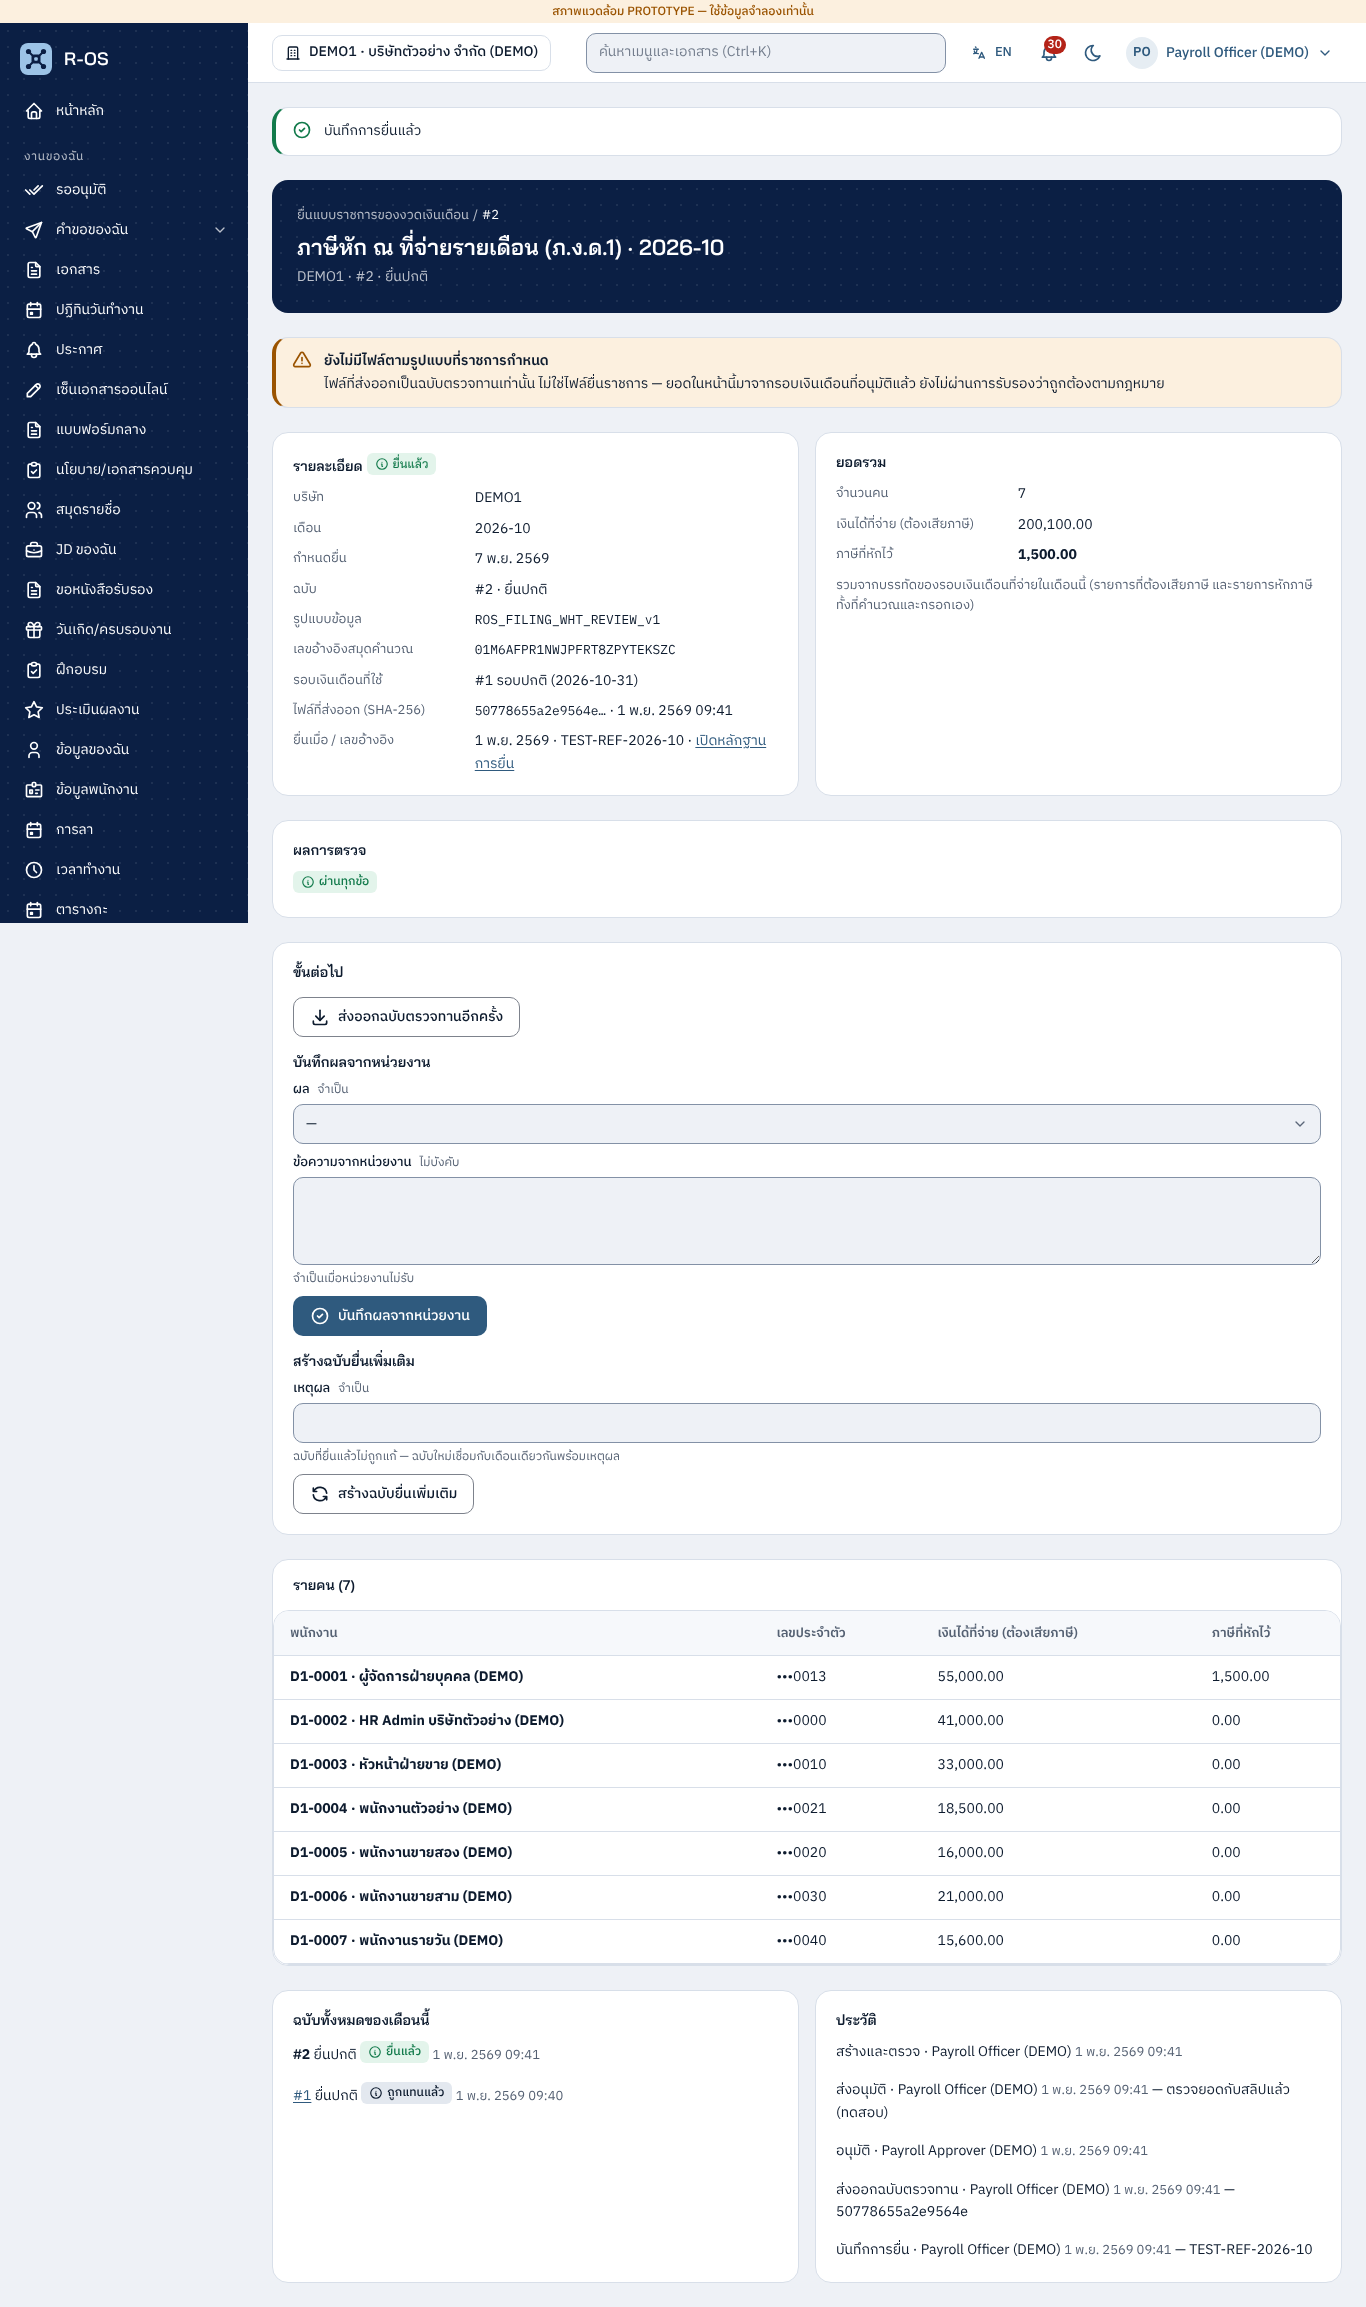 สภาพแวดล้อม PROTOTYPE — ใช้ข้อมูลจำลองเท่านั้น
R-OS
DEMO1 · บริษัทตัวอย่าง จำกัด (DEMO)
ค้นหาเมนูและเอกสาร (Ctrl+K)
EN
30
PO
Payroll Officer (DEMO)
หน้าหลัก
งานของฉัน
รออนุมัติ
คำขอของฉัน
เอกสาร
ปฏิทินวันทำงาน
ประกาศ
เซ็นเอกสารออนไลน์
แบบฟอร์มกลาง
นโยบาย/เอกสารควบคุม
สมุดรายชื่อ
JD ของฉัน
ขอหนังสือรับรอง
วันเกิด/ครบรอบงาน
ฝึกอบรม
ประเมินผลงาน
ข้อมูลของฉัน
ข้อมูลพนักงาน
การลา
เวลาทำงาน
ตารางกะ
บันทึกการยื่นแล้ว
ยื่นแบบราชการของงวดเงินเดือน / #2
ภาษีหัก ณ ที่จ่ายรายเดือน (ภ.ง.ด.1) · 2026-10
DEMO1 · #2 · ยื่นปกติ
ยังไม่มีไฟล์ตามรูปแบบที่ราชการกำหนด
ไฟล์ที่ส่งออกเป็นฉบับตรวจทานเท่านั้น ไม่ใช่ไฟล์ยื่นราชการ — ยอดในหน้านี้มาจากรอบเงินเดือนที่อนุมัติแล้ว ยังไม่ผ่านการรับรองว่าถูกต้องตามกฎหมาย
รายละเอียด ยื่นแล้ว
บริษัท DEMO1
เดือน 2026-10
กำหนดยื่น 7 พ.ย. 2569
ฉบับ #2 · ยื่นปกติ
รูปแบบข้อมูล ROS_FILING_WHT_REVIEW_v1
เลขอ้างอิงสมุดคำนวณ 01M6AFPR1NWJPFRT8ZPYTEKSZC
รอบเงินเดือนที่ใช้ #1 รอบปกติ (2026-10-31)
ไฟล์ที่ส่งออก (SHA-256) 50778655a2e9564e… · 1 พ.ย. 2569 09:41
ยื่นเมื่อ / เลขอ้างอิง 1 พ.ย. 2569 · TEST-REF-2026-10 · เปิดหลักฐาน
การยื่น
ยอดรวม
จำนวนคน 7
เงินได้ที่จ่าย (ต้องเสียภาษี) 200,100.00
ภาษีที่หักไว้ 1,500.00
รวมจากบรรทัดของรอบเงินเดือนที่จ่ายในเดือนนี้ (รายการที่ต้องเสียภาษี และรายการหักภาษี
ทั้งที่คำนวณและกรอกเอง)
ผลการตรวจ
ผ่านทุกข้อ
ขั้นต่อไป
ส่งออกฉบับตรวจทานอีกครั้ง
บันทึกผลจากหน่วยงาน
ผล จำเป็น
—
ข้อความจากหน่วยงาน ไม่บังคับ
จำเป็นเมื่อหน่วยงานไม่รับ
บันทึกผลจากหน่วยงาน
สร้างฉบับยื่นเพิ่มเติม
เหตุผล จำเป็น
ฉบับที่ยื่นแล้วไม่ถูกแก้ — ฉบับใหม่เชื่อมกับเดือนเดียวกันพร้อมเหตุผล
สร้างฉบับยื่นเพิ่มเติม
รายคน (7)
พนักงาน เลขประจำตัว เงินได้ที่จ่าย (ต้องเสียภาษี) ภาษีที่หักไว้
D1-0001 · ผู้จัดการฝ่ายบุคคล (DEMO) •••0013 55,000.00 1,500.00
D1-0002 · HR Admin บริษัทตัวอย่าง (DEMO) •••0000 41,000.00 0.00
D1-0003 · หัวหน้าฝ่ายขาย (DEMO) •••0010 33,000.00 0.00
D1-0004 · พนักงานตัวอย่าง (DEMO) •••0021 18,500.00 0.00
D1-0005 · พนักงานขายสอง (DEMO) •••0020 16,000.00 0.00
D1-0006 · พนักงานขายสาม (DEMO) •••0030 21,000.00 0.00
D1-0007 · พนักงานรายวัน (DEMO) •••0040 15,600.00 0.00
ฉบับทั้งหมดของเดือนนี้
#2 ยื่นปกติ ยื่นแล้ว 1 พ.ย. 2569 09:41
#1 ยื่นปกติ ถูกแทนแล้ว 1 พ.ย. 2569 09:40
ประวัติ
สร้างและตรวจ · Payroll Officer (DEMO) 1 พ.ย. 2569 09:41
ส่งอนุมัติ · Payroll Officer (DEMO) 1 พ.ย. 2569 09:41 — ตรวจยอดกับสลิปแล้ว
(ทดสอบ)
อนุมัติ · Payroll Approver (DEMO) 1 พ.ย. 2569 09:41
ส่งออกฉบับตรวจทาน · Payroll Officer (DEMO) 1 พ.ย. 2569 09:41 —
50778655a2e9564e
บันทึกการยื่น · Payroll Officer (DEMO) 1 พ.ย. 2569 09:41 — TEST-REF-2026-10